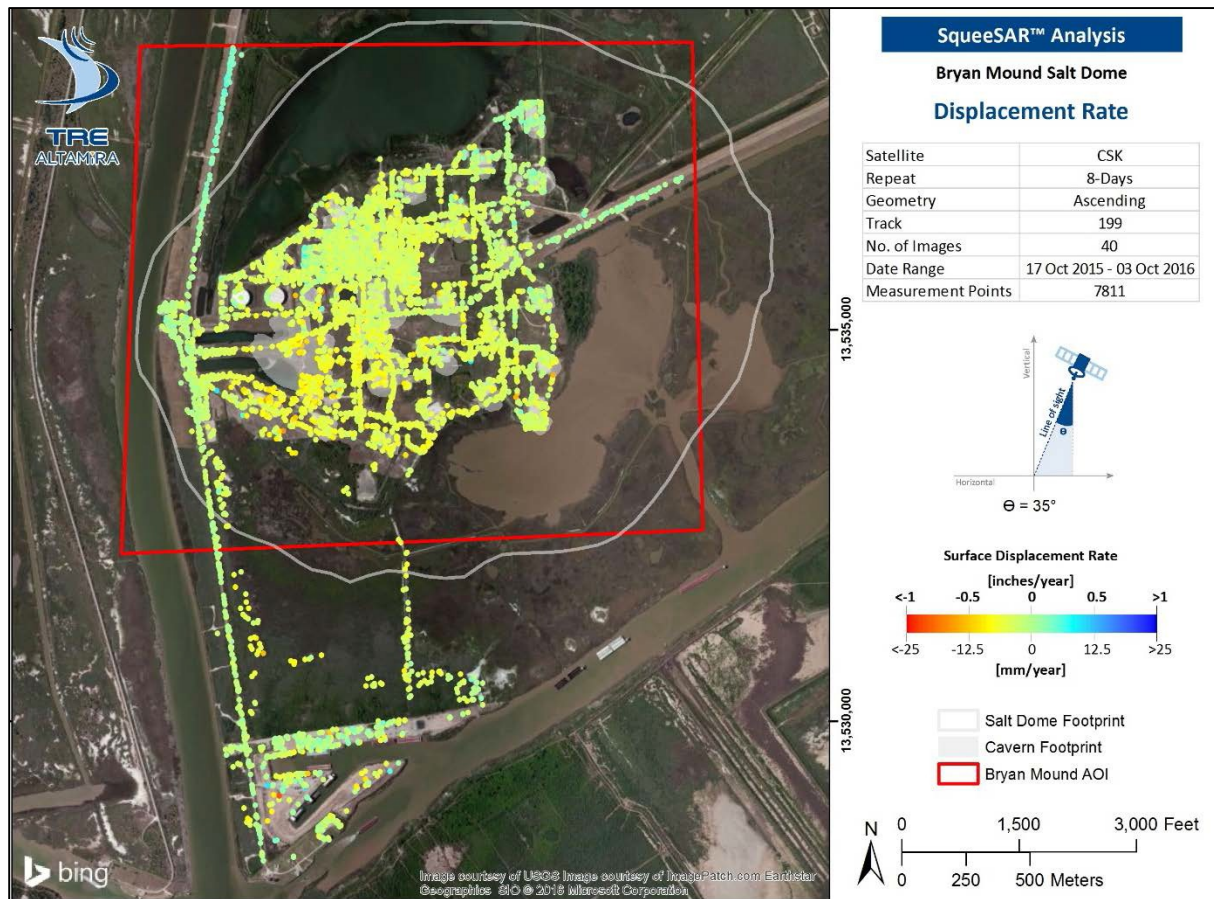 TRE
ALTAMIRA
bing
Image courtesy of USGS Image courtesy of ImagePatch.com Earthstar
Geographics SIO © 2016 Microsoft Corporation
13,535,000
13,530,000
SqueeSAR™ Analysis
Bryan Mound Salt Dome
Displacement Rate
Satellite CSK
Repeat 8-Days
Geometry Ascending
Track 199
No. of Images 40
Date Range 17 Oct 2015 - 03 Oct 2016
Measurement Points 7811
Vertical
Line of sight
Θ
Horizontal
Θ = 35°
Surface Displacement Rate
[inches/year]
<-1 -0.5 0 0.5 >1
<-25 -12.5 0 12.5 >25
[mm/year]
Salt Dome Footprint
Cavern Footprint
Bryan Mound AOI
N
0 1,500 3,000 Feet
0 250 500 Meters